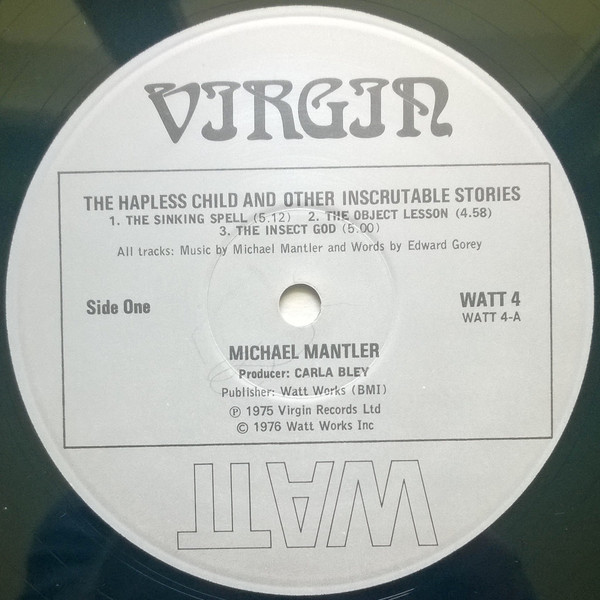 VIRGIN
THE HAPLESS CHILD AND OTHER INSCRUTABLE STORIES
1. THE SINKING SPELL (5.12) 2. THE OBJECT LESSON (4.58)
3. THE INSECT GOD (5.00)
All tracks: Music by Michael Mantler and Words by Edward Gorey
Side One
WATT 4
WATT 4-A
MICHAEL MANTLER
Producer: CARLA BLEY
Publisher: Watt Works (BMI)
℗ 1975 Virgin Records Ltd
© 1976 Watt Works Inc
WATT